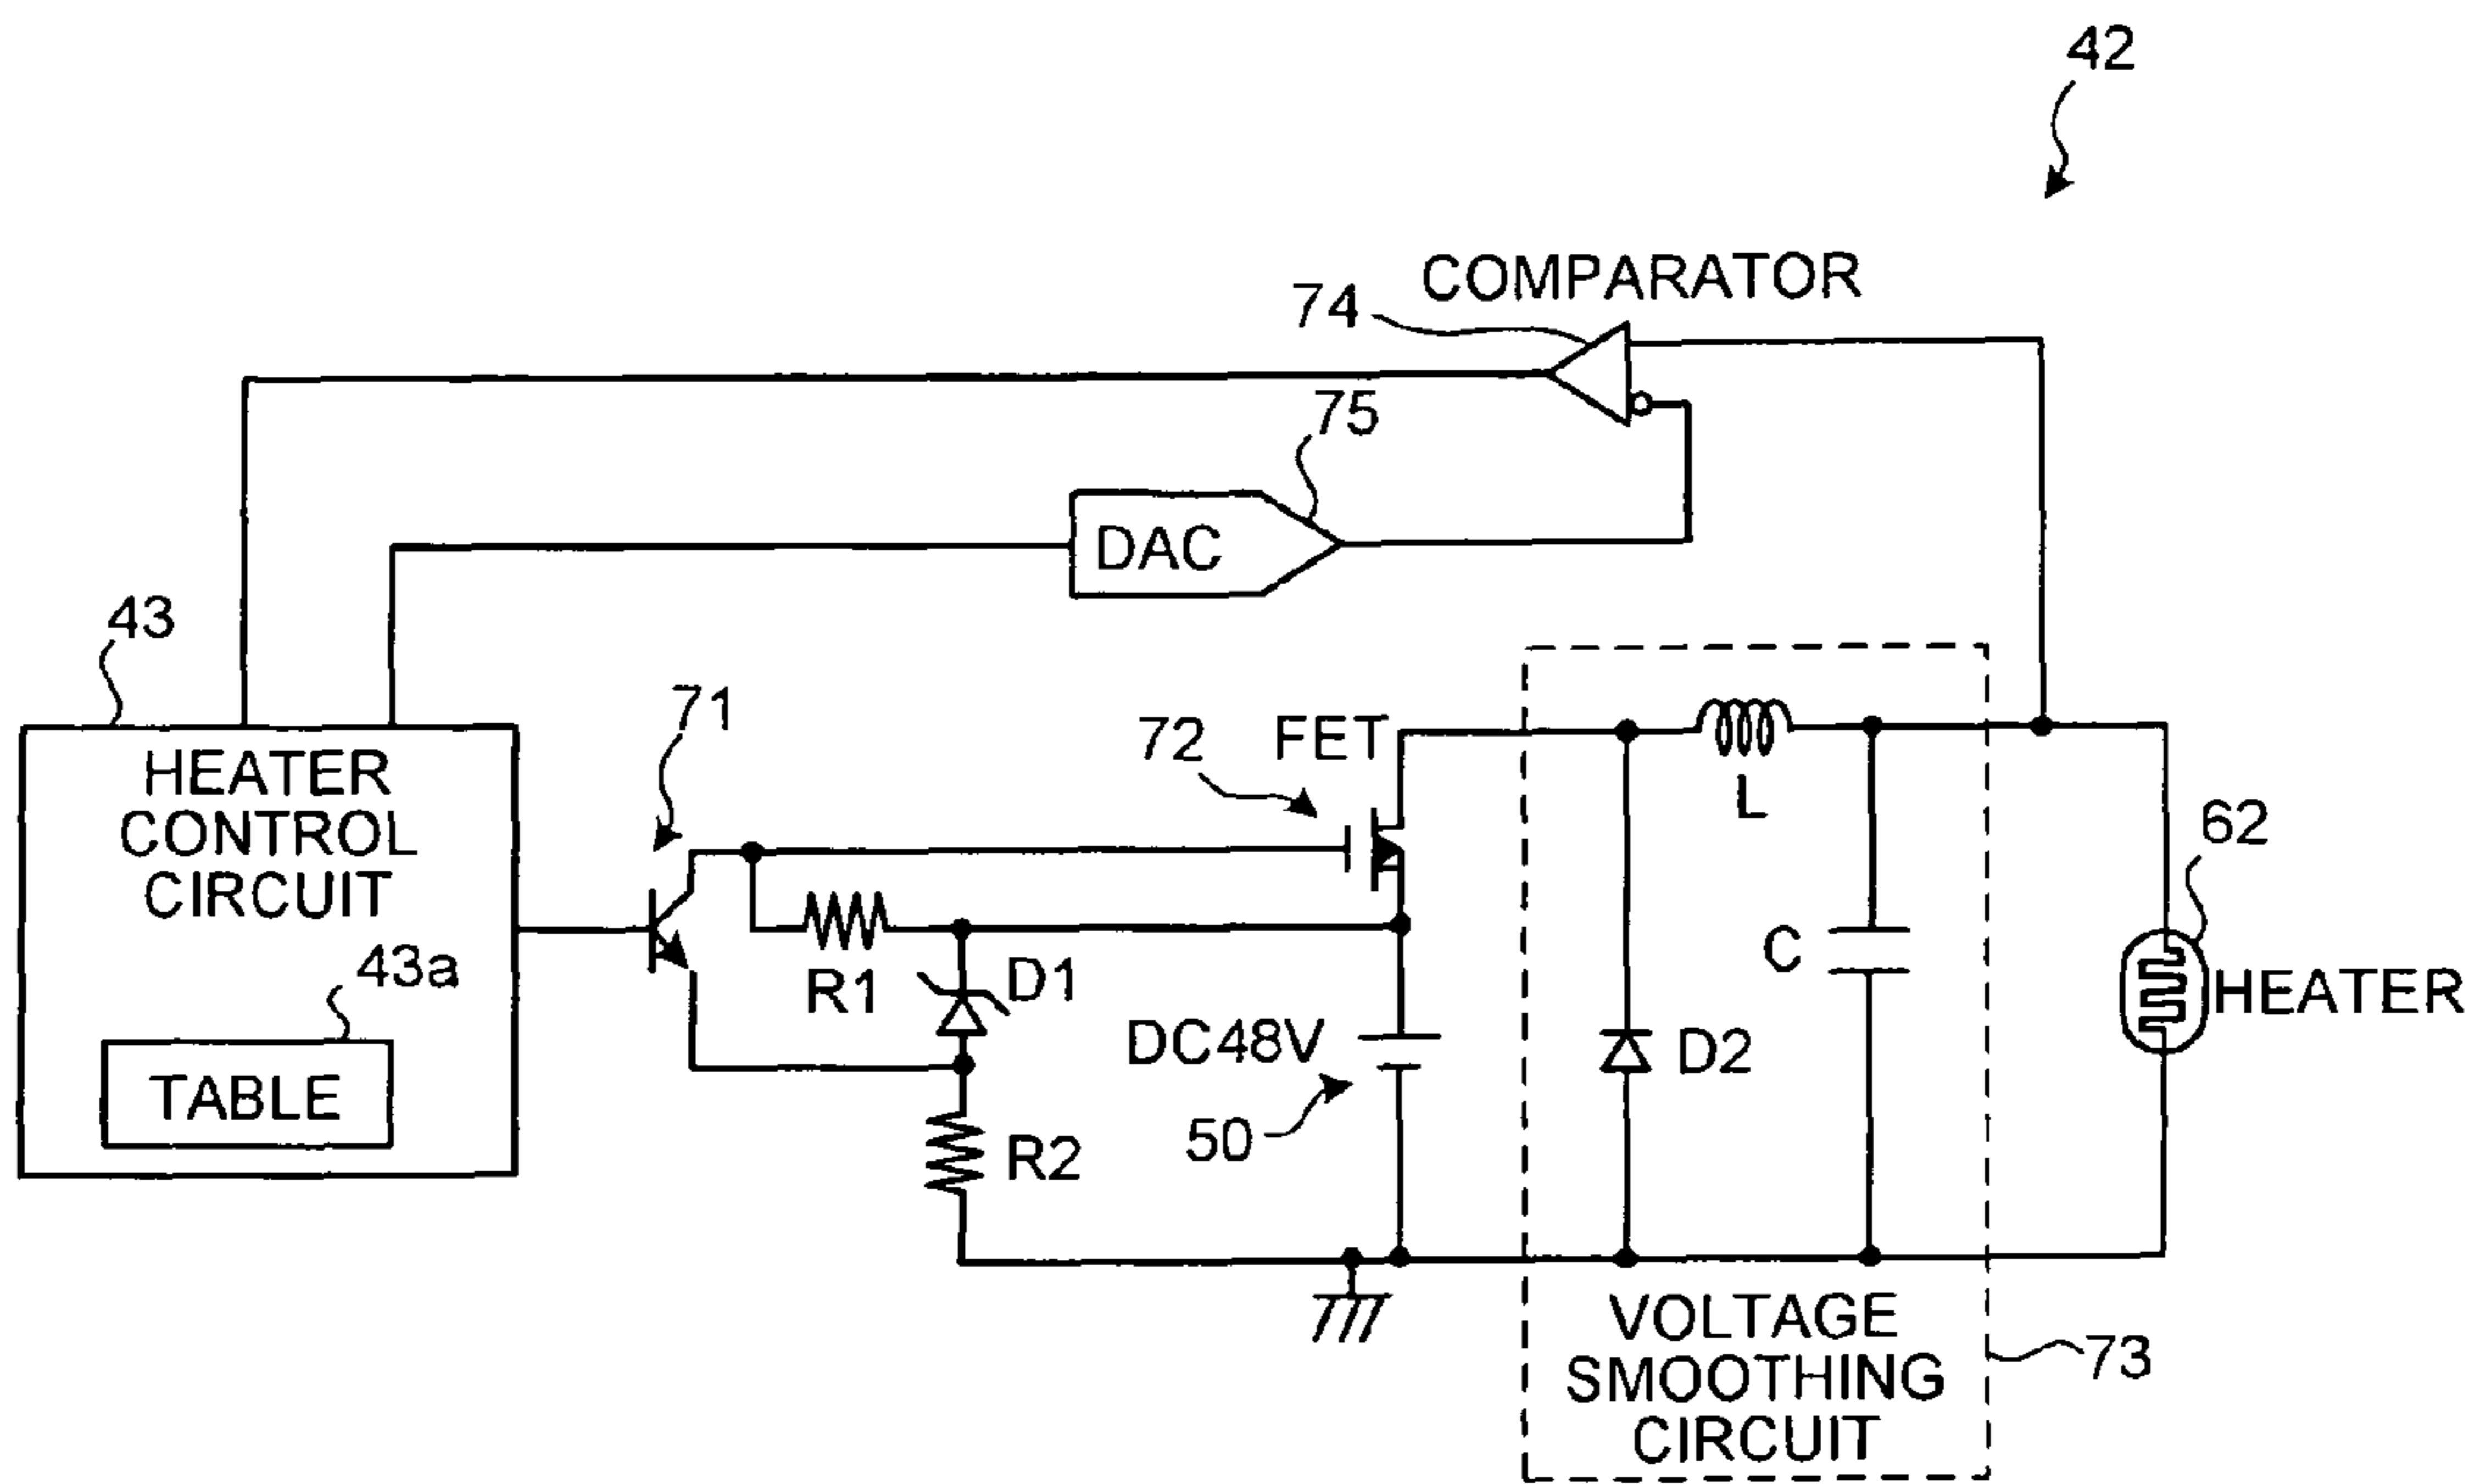 42
COMPARATOR
74
75
DAC
43
71
72 FET
HEATER
CONTROL
CIRCUIT
L
62
43a
R1
D1
C
HEATER
DC48V
D2
TABLE
50
R2
VOLTAGE
SMOOTHING
CIRCUIT
73